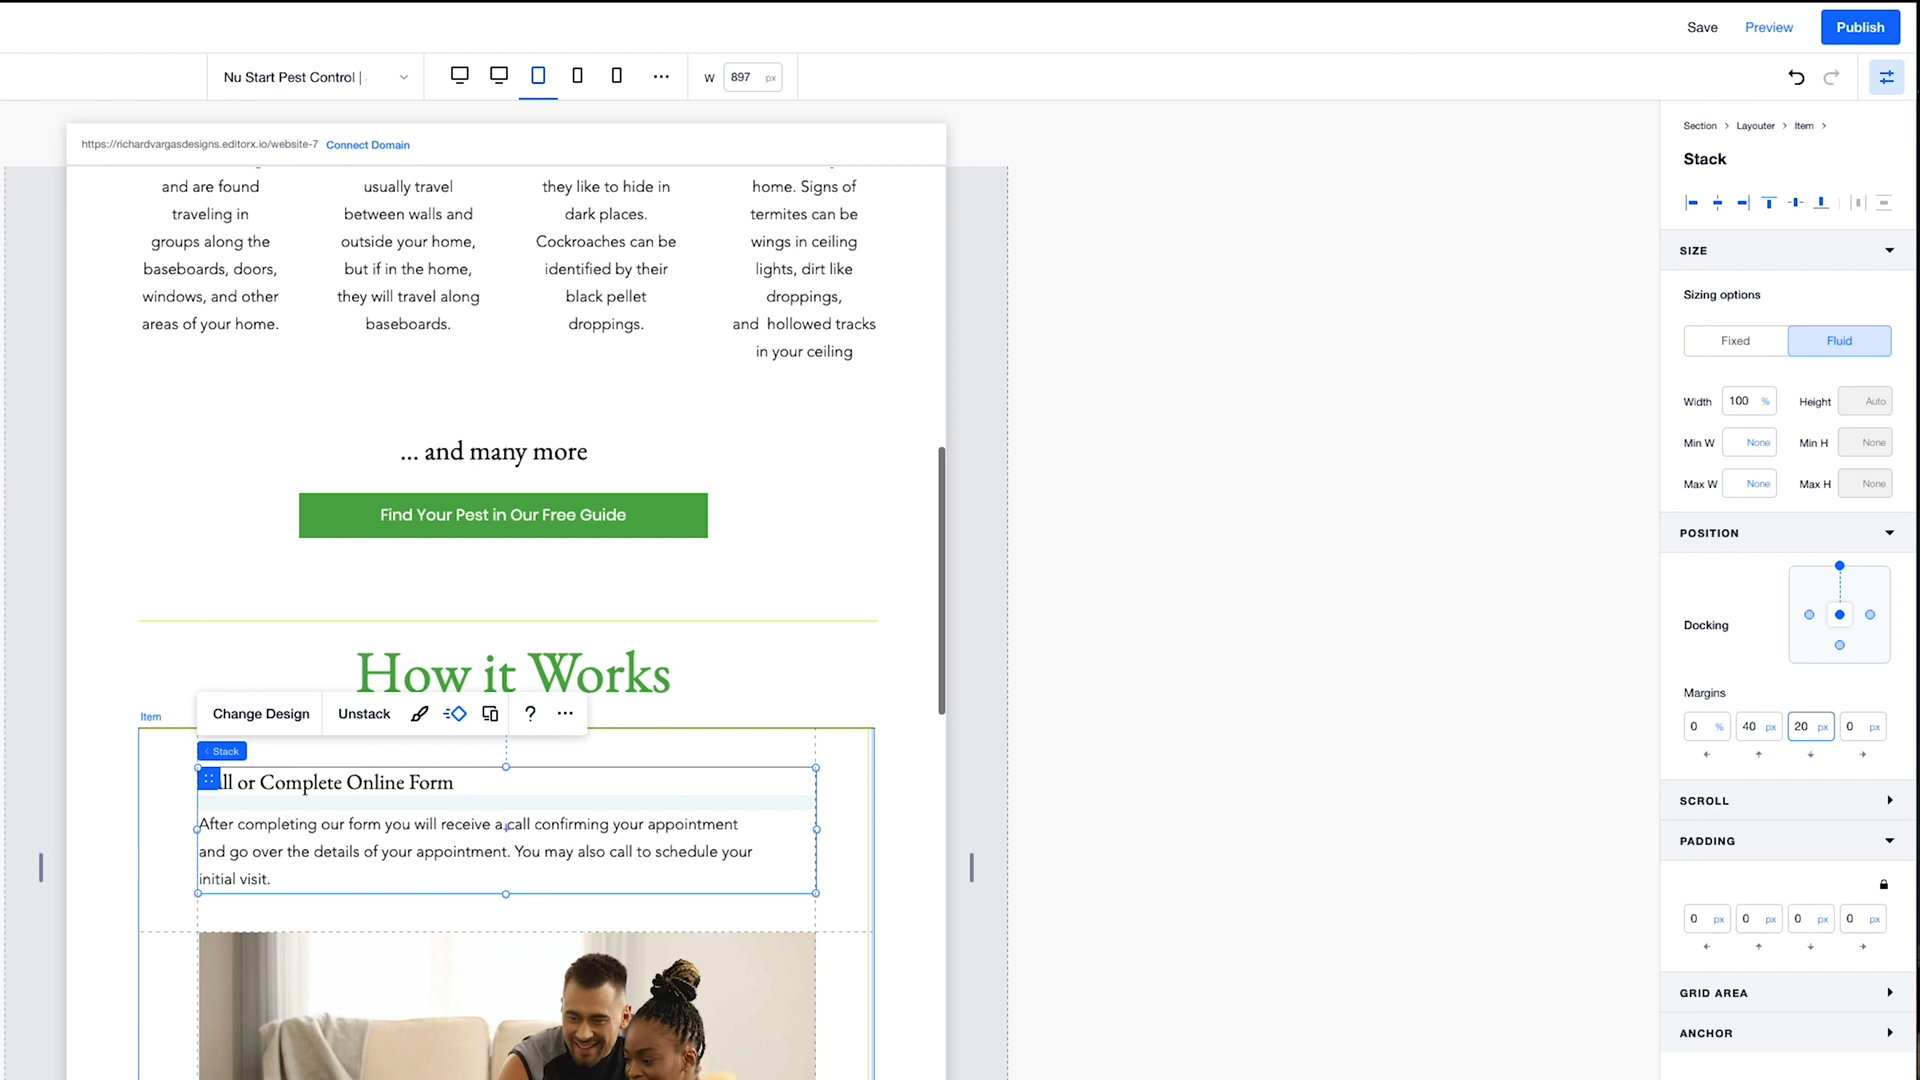 Save
Preview
Publish
Nu Start Pest Control |
W
897
px
https://richardvargasdesigns.editorx.io/website-7
Connect Domain
and are found
traveling in
groups along the
baseboards, doors,
windows, and other
areas of your home.
usually travel
between walls and
outside your home,
but if in the home,
they will travel along
baseboards.
they like to hide in
dark places.
Cockroaches can be
identified by their
black pellet
droppings.
home. Signs of
termites can be
wings in ceiling
lights, dirt like
droppings,
and hollowed tracks
in your ceiling
... and many more
Find Your Pest in Our Free Guide
How it Works
Item
Change Design
Unstack
?
Stack
ll or Complete Online Form
After completing our form you will receive a call confirming your appointment
and go over the details of your appointment. You may also call to schedule your
initial visit.
Section > Layouter > Item >
Stack
SIZE
Sizing options
Fixed
Fluid
Width 100 % Height Auto
Min W None Min H None
Max W None Max H None
POSITION
Docking
Margins
0 % 40 px 20 px 0 px
SCROLL
PADDING
0 px 0 px 0 px 0 px
GRID AREA
ANCHOR